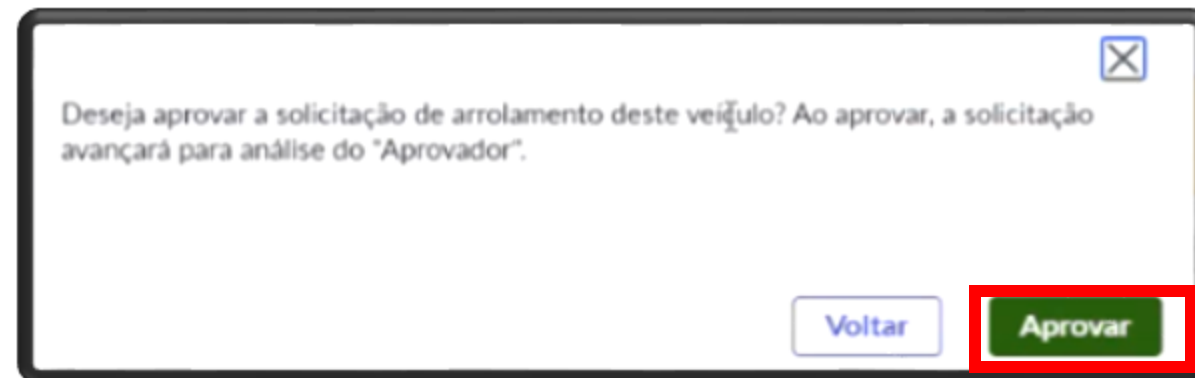 Deseja aprovar a solicitação de arrolamento deste veículo? Ao aprovar, a solicitação
avançará para análise do "Aprovador".
Voltar
Aprovar